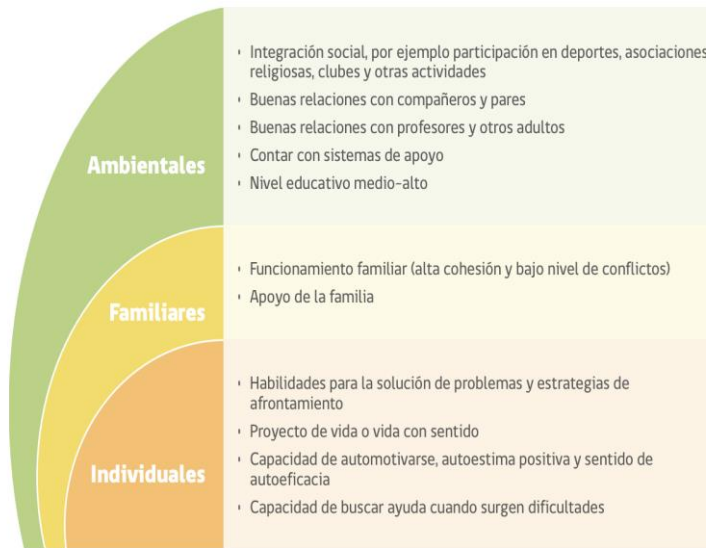 Ambientales
· Integración social, por ejemplo participación en deportes, asociaciones
religiosas, clubes y otras actividades
· Buenas relaciones con compañeros y pares
· Buenas relaciones con profesores y otros adultos
· Contar con sistemas de apoyo
· Nivel educativo medio-alto
Familiares
· Funcionamiento familiar (alta cohesión y bajo nivel de conflictos)
· Apoyo de la familia
Individuales
· Habilidades para la solución de problemas y estrategias de
afrontamiento
· Proyecto de vida o vida con sentido
· Capacidad de automotivarse, autoestima positiva y sentido de
autoeficacia
· Capacidad de buscar ayuda cuando surgen dificultades